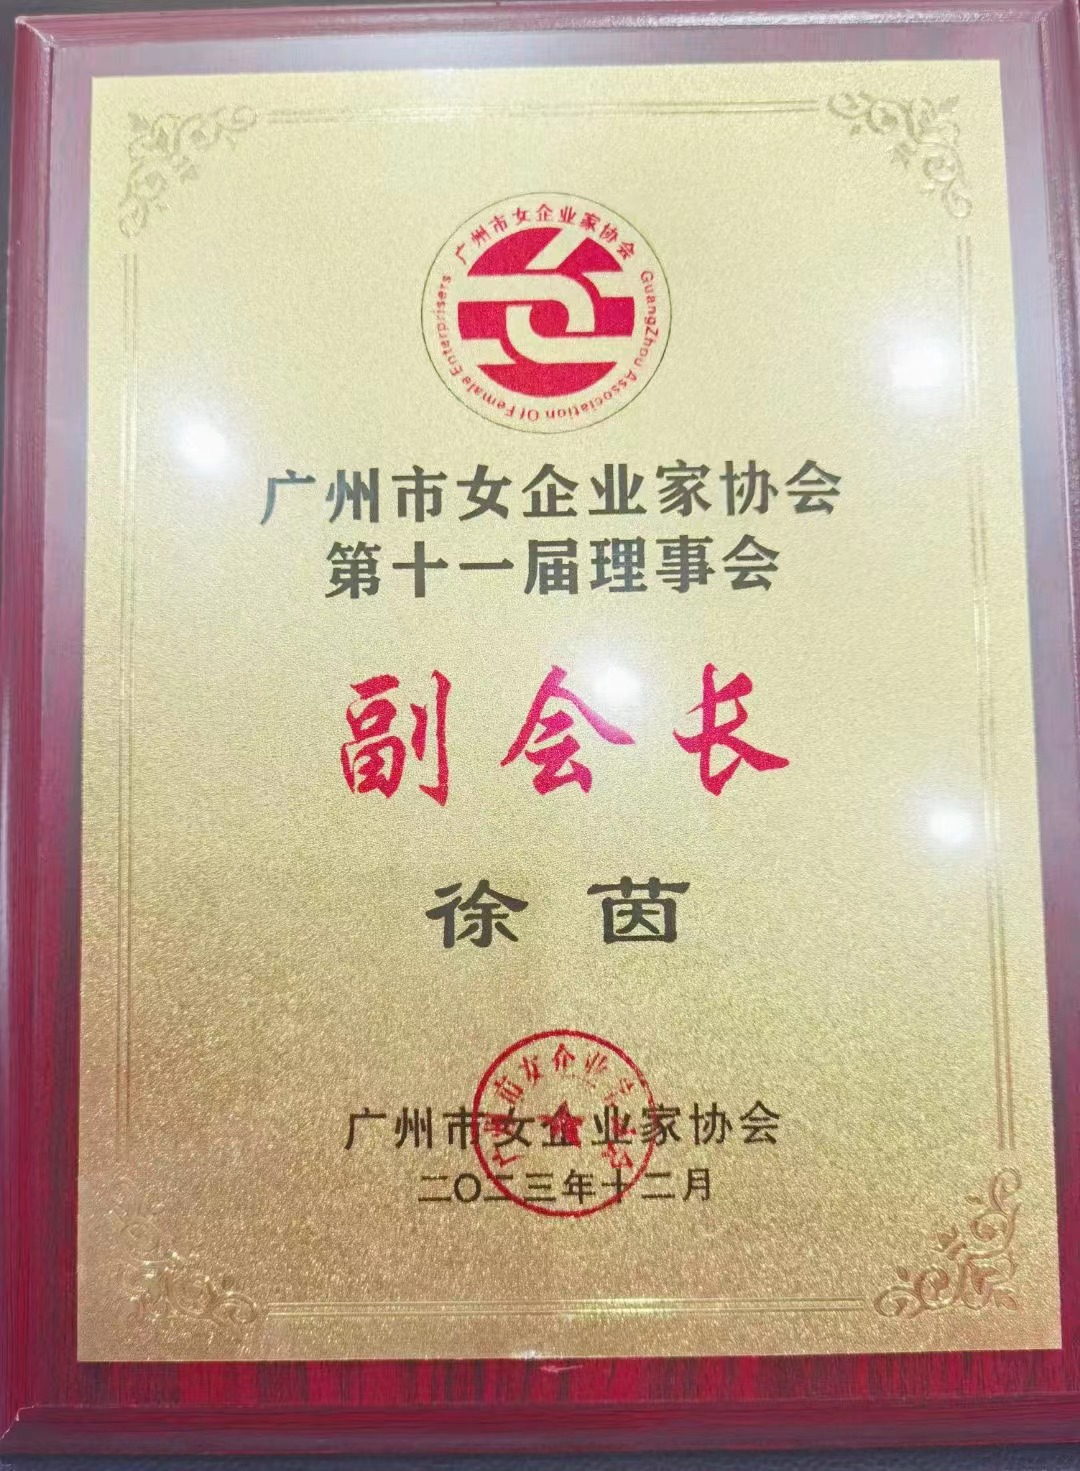 广州市女企业家协会
GuangZhou Association Of Female Enterprisers
广州市女企业家协会
第十一届理事会
副会长
徐茵
广州市女企业家协会
二〇二三年十二月